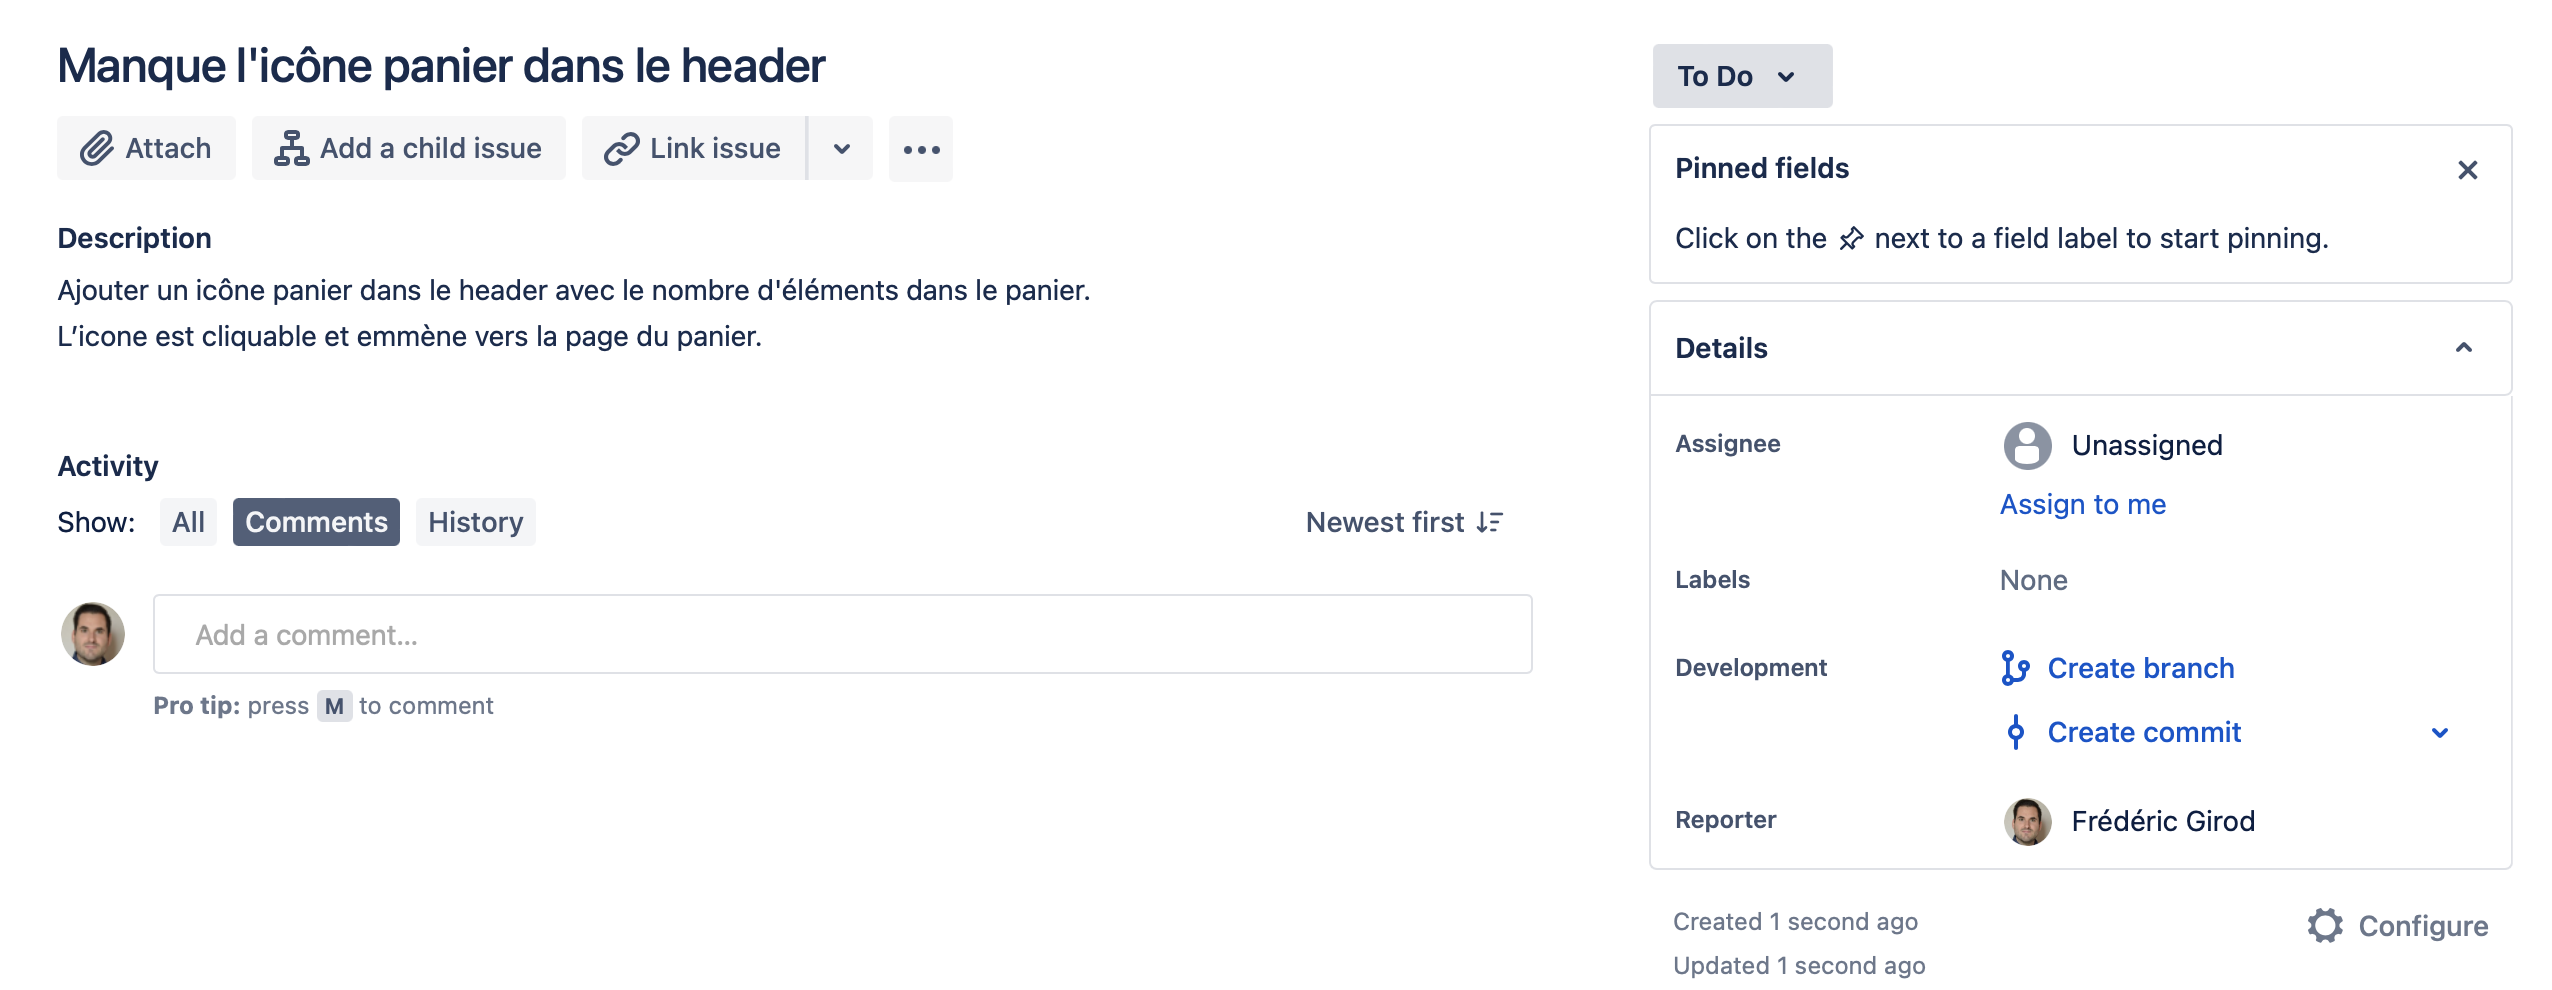 Manque l'icône panier dans le header
Attach
Add a child issue
Link issue
Description
Ajouter un icône panier dans le header avec le nombre d'éléments dans le panier.
L’icone est cliquable et emmène vers la page du panier.
Activity
Show: All Comments History
Newest first
Add a comment...
Pro tip: press M to comment
To Do
Pinned fields
Click on the next to a field label to start pinning.
Details
Assignee
Unassigned
Assign to me
Labels
None
Development
Create branch
Create commit
Reporter
Frédéric Girod
Created 1 second ago
Updated 1 second ago
Configure